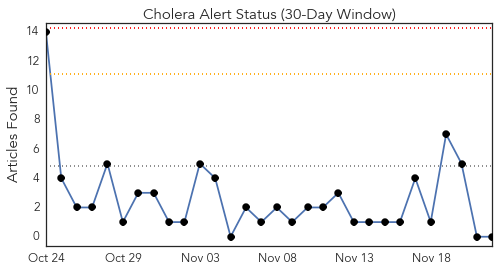 Cholera Alert Status (30-Day Window)
Articles Found
14
12
10
8
6
4
2
0
Oct 24 Oct 29 Nov 03 Nov 08 Nov 13 Nov 18